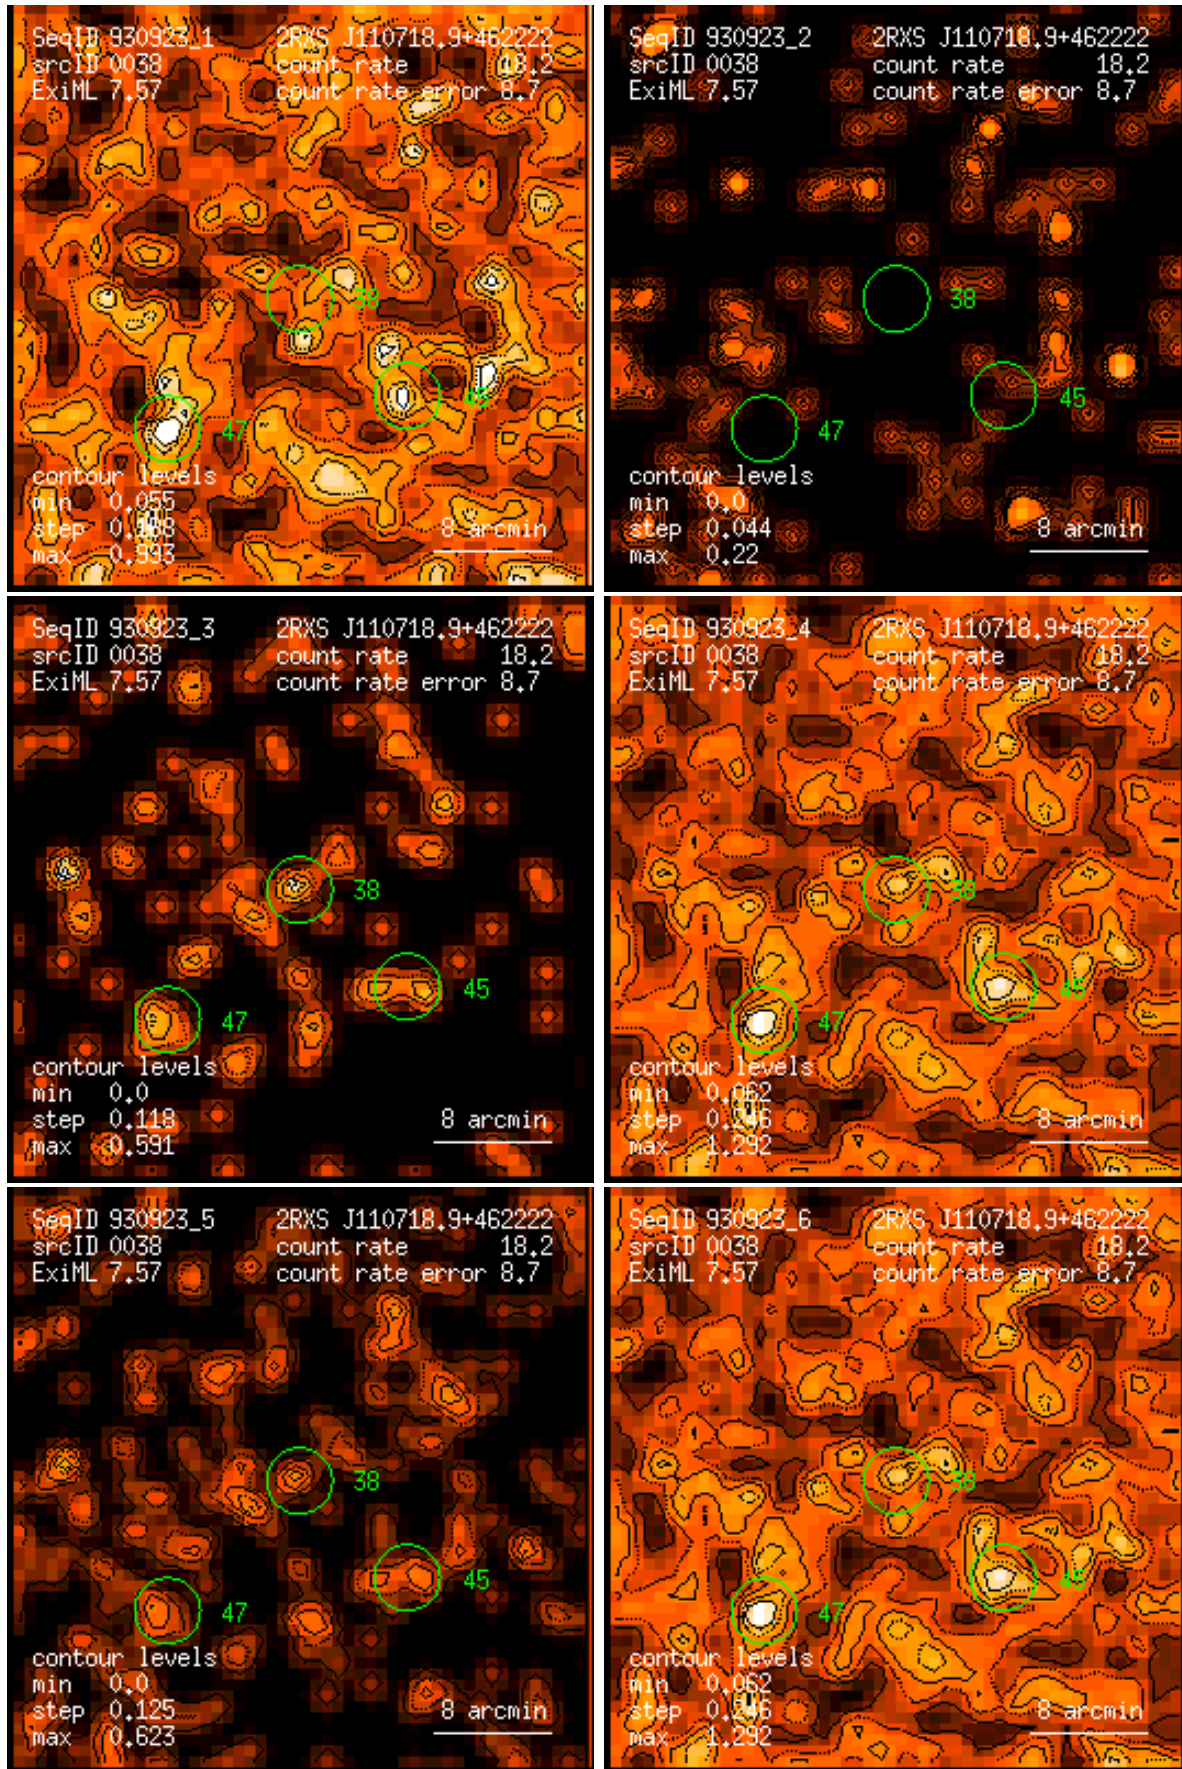 SeqID 930923_1 2RXS J110718.9+462222
srcID 0038 count rate 18.2
ExiML 7.57 count rate error 8.7
38
45
47
contour levels
min 0.055
step 0.188
max 0.993
8 arcmin
SeqID 930923_2 2RXS J110718.9+462222
srcID 0038 count rate 18.2
ExiML 7.57 count rate error 8.7
38
45
47
contour levels
min 0.0
step 0.044
max 0.22
8 arcmin
SeqID 930923_3 2RXS J110718.9+462222
srcID 0038 count rate 18.2
ExiML 7.57 count rate error 8.7
38
45
47
contour levels
min 0.0
step 0.118
max 0.591
8 arcmin
SeqID 930923_4 2RXS J110718.9+462222
srcID 0038 count rate 18.2
ExiML 7.57 count rate error 8.7
38
45
47
contour levels
min 0.062
step 0.246
max 1.292
8 arcmin
SeqID 930923_5 2RXS J110718.9+462222
srcID 0038 count rate 18.2
ExiML 7.57 count rate error 8.7
38
45
47
contour levels
min 0.0
step 0.125
max 0.623
8 arcmin
SeqID 930923_6 2RXS J110718.9+462222
srcID 0038 count rate 18.2
ExiML 7.57 count rate error 8.7
38
45
47
contour levels
min 0.062
step 0.246
max 1.292
8 arcmin